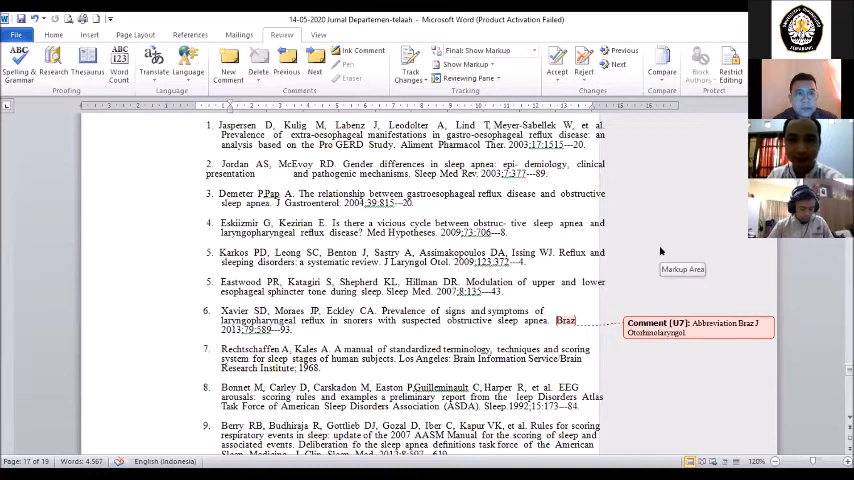 14-05-2020 Jurnal Departemen-telaah - Microsoft Word (Product Activation Failed)
File Home Insert Page Layout References Mailings Review View
Spelling & Grammar
Research
Thesaurus
Word Count
Translate
Language
New Comment
Delete
Previous
Next
Ink Comment
Pen
Eraser
Track Changes
Final: Show Markup
Show Markup
Reviewing Pane
Accept
Reject
Previous
Next
Compare
Block Authors
Restrict Editing
Proofing Language Comments Tracking Changes Compare Protect
1. Jaspersen D, Kulig M, Labenz J, Leodolter A, Lind T, Meyer-Sabellek W, et al.
Prevalence of extra-oesophageal manifestations in gastro-oesophageal reflux disease: an
analysis based on the Pro GERD Study. Aliment Pharmacol Ther. 2003;17:1515---20.
2. Jordan AS, McEvoy RD. Gender differences in sleep apnea: epi- demiology, clinical
presentation and pathogenic mechanisms. Sleep Med Rev. 2003;7:377---89.
3. Demeter P,Pap A. The relationship between gastroesophageal reflux disease and obstructive
sleep apnea. J Gastroenterol. 2004;39:815---20.
4. Eskiizmir G, Kezirian E. Is there a vicious cycle between obstruc- tive sleep apnea and
laryngopharyngeal reflux disease? Med Hypotheses. 2009;73:706---8.
5. Karkos PD, Leong SC, Benton J, Sastry A, Assimakopoulos DA, Issing WJ. Reflux and
sleeping disorders: a systematic review. J Laryngol Otol. 2009;123:372---4.
5. Eastwood PR, Katagiri S, Shepherd KL, Hillman DR. Modulation of upper and lower
esophageal sphincter tone during sleep. Sleep Med. 2007;8:135---43.
6. Xavier SD, Moraes JP, Eckley CA. Prevalence of signs and symptoms of
laryngopharyngeal reflux in snorers with suspected obstructive sleep apnea. Braz
2013;79:589---93.
7. Rechtschaffen A, Kales A. A manual of standardized terminology, techniques and scoring
system for sleep stages of human subjects. Los Angeles: Brain Information Service/Brain
Research Institute; 1968.
8. Bonnet M, Carley D, Carskadon M, Easton P,Guilleminault C, Harper R, et al. EEG
arousals: scoring rules and examples a preliminary report from the leep Disorders Atlas
Task Force of American Sleep Disorders Association (ASDA). Sleep.1992;15:173---84.
9. Berry RB, Budhiraja R, Gottlieb DJ, Gozal D, Iber C, Kapur VK, et al. Rules for scoring
respiratory events in sleep: update of the 2007 AASM Manual for the scoring of sleep and
associated events. Deliberation fo the sleep apnea definitions task force of the American
Markup Area
Comment [U7]: Abbreviation Braz J
Otorhinolaryngol.
Page: 17 of 19 Words: 4.567 English (Indonesia) 120%